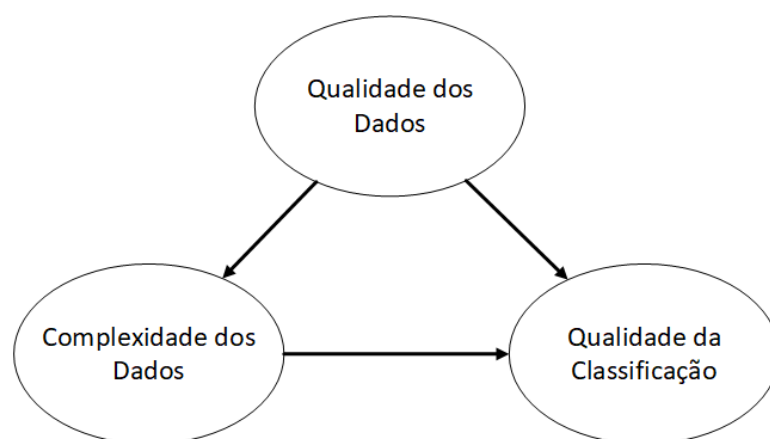 Qualidade dos
Dados
Complexidade dos
Dados
Qualidade da
Classificação